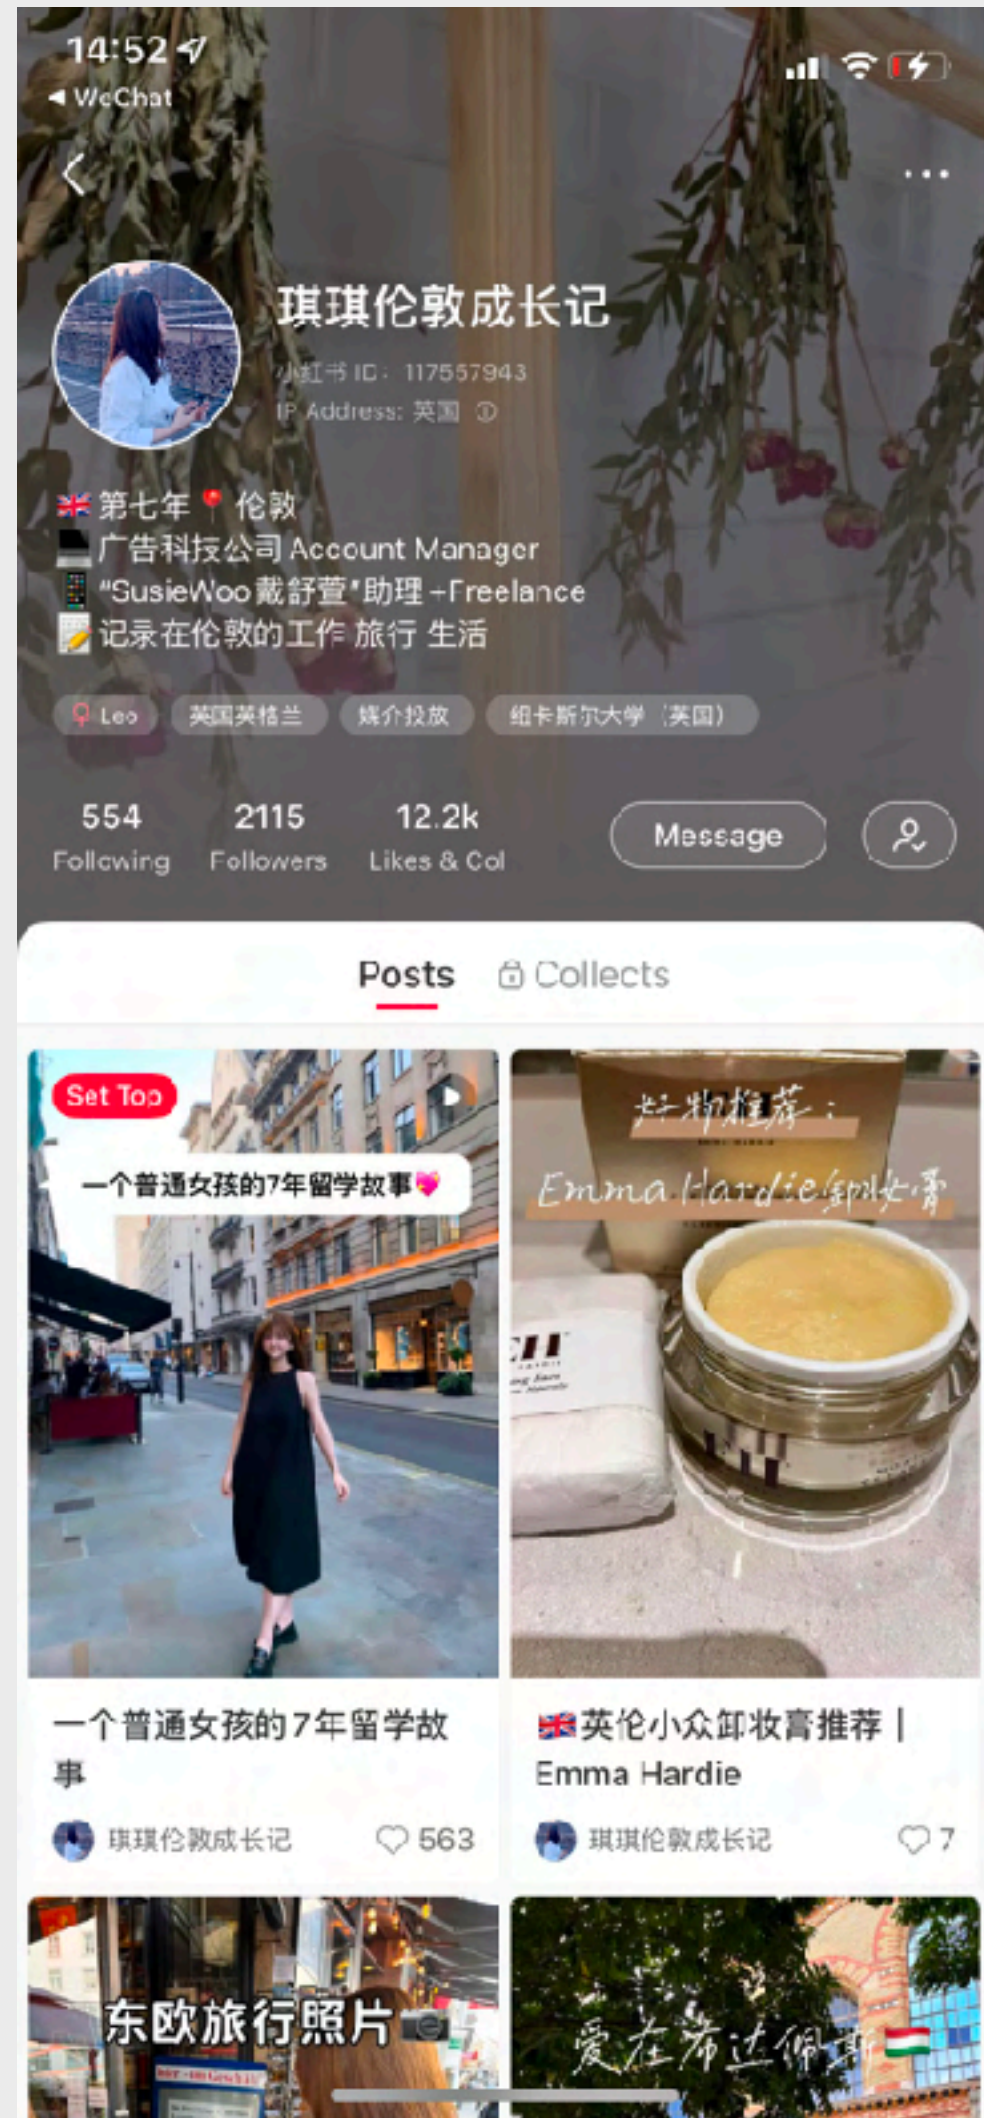 14:52
◀ WeChat
琪琪伦敦成长记
小红书 ID: 117557943
IP Address: 英国
🇬🇧 第七年📍 伦敦
💻 广告科技公司 Account Manager
📱 "SusieWoo 戴舒萱"助理+Freelance
📝 记录在伦敦的工作 旅行 生活
♀ Leo
英国英格兰
媒介投放
纽卡斯尔大学（英国）
554
2115
12.2k
Following
Followers
Likes & Col
Message
Posts
Collects
Set Top
一个普通女孩的7年留学故事💝
好物推荐：
Emma Hardie卸妆膏
EH
一个普通女孩的7年留学故
事
琪琪伦敦成长记
563
🇬🇧英伦小众卸妆膏推荐｜
Emma Hardie
琪琪伦敦成长记
7
东欧旅行照片📷
爱在布达佩斯🇭🇺